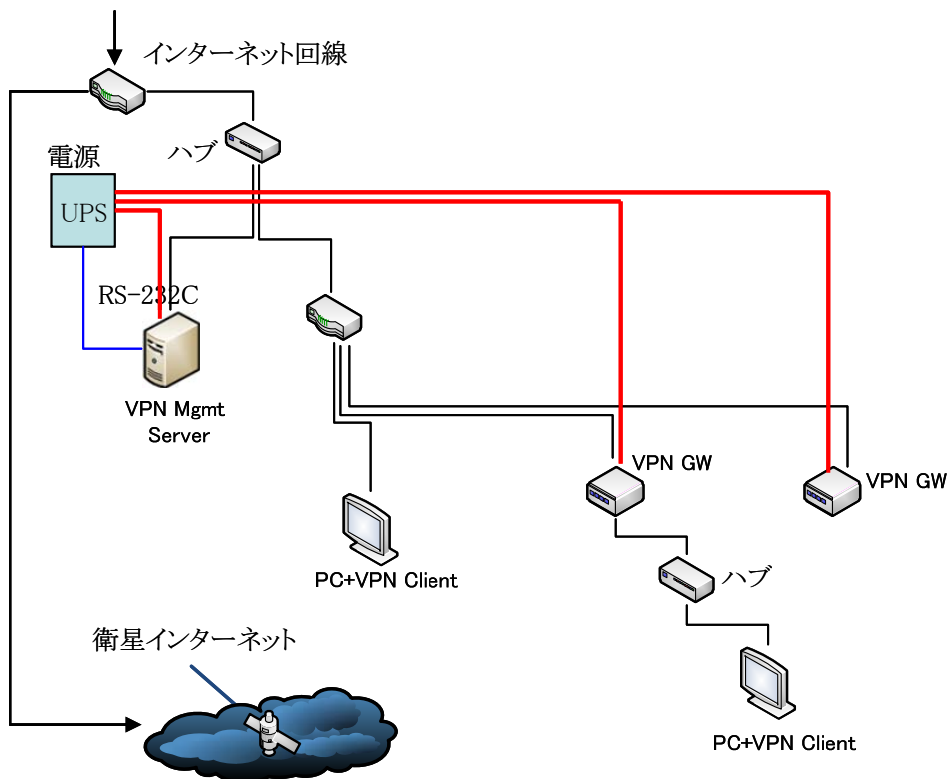 インターネット回線
ハブ
電源
UPS
RS-232C
VPN Mgmt
Server
VPN GW
VPN GW
PC+VPN Client
ハブ
衛星インターネット
PC+VPN Client